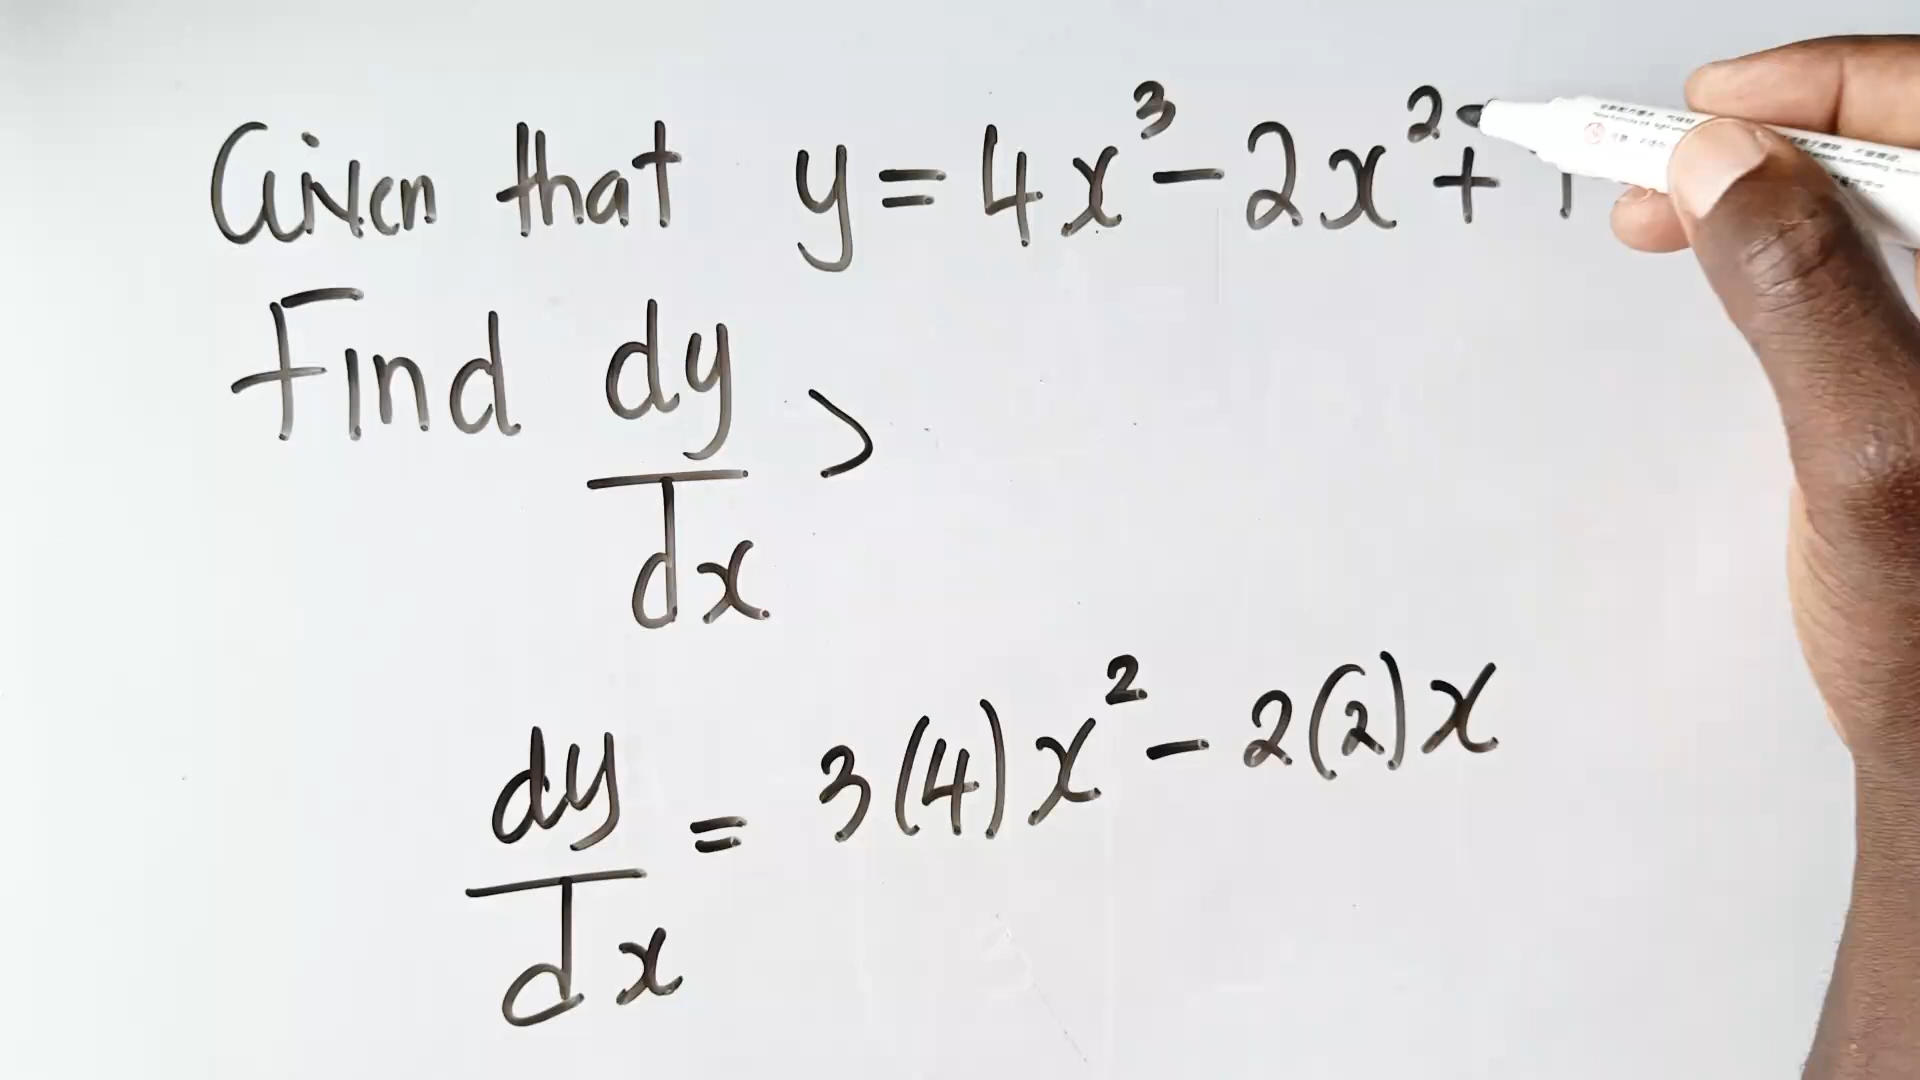 Given that y = 4x³ - 2x² +
Find dy/dx >
dy/dx = 3(4)x² - 2(2)x